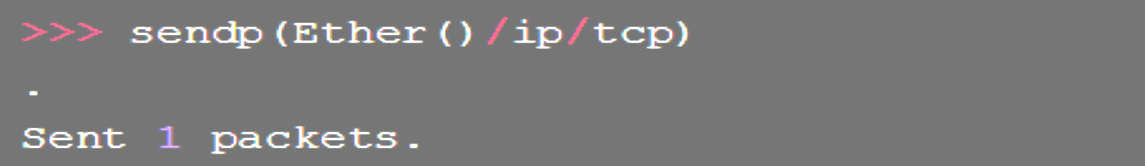 >>> sendp(Ether()/ip/tcp)
.
Sent 1 packets.